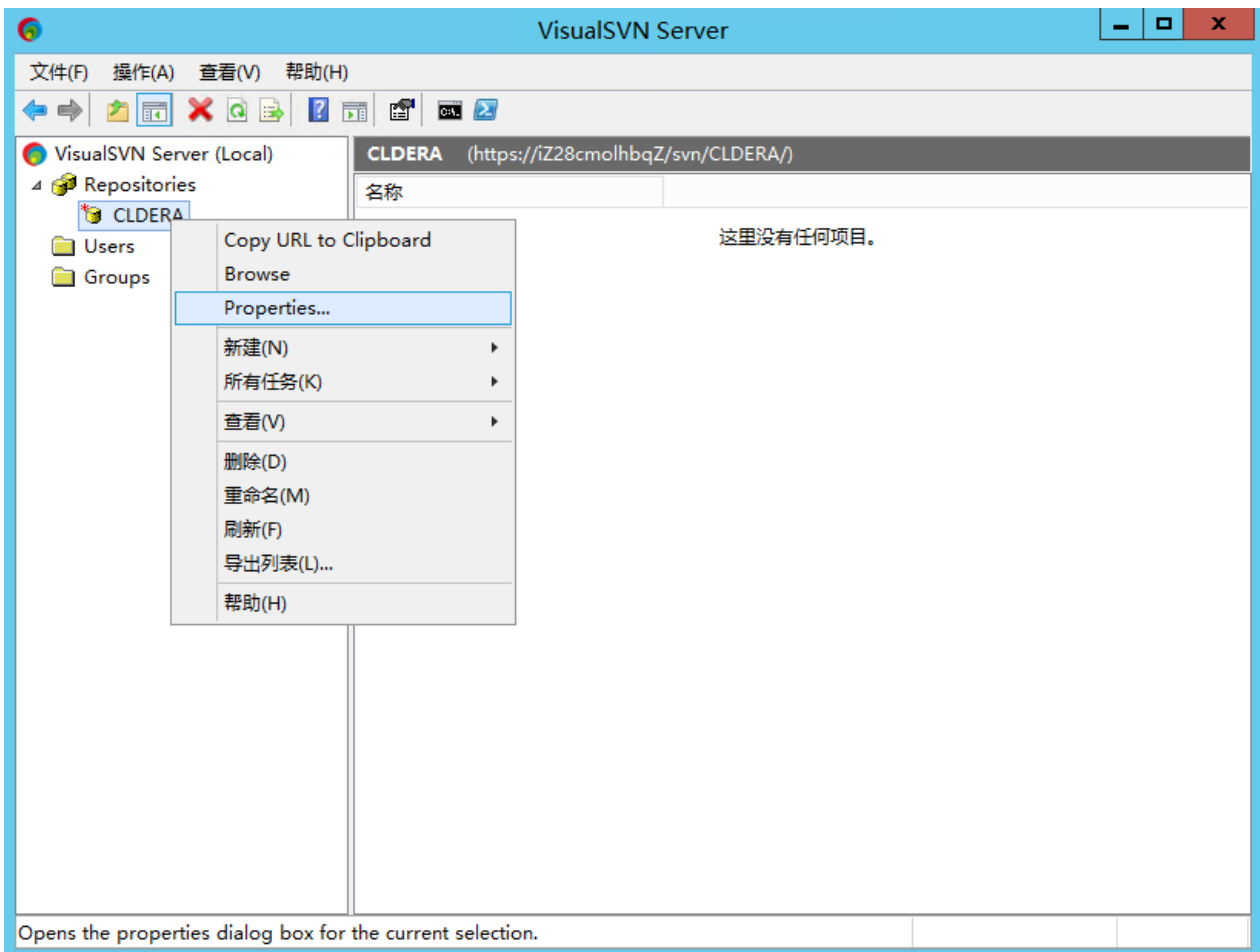 VisualSVN Server
文件(F) 操作(A) 查看(V) 帮助(H)
C:\.
VisualSVN Server (Local)
Repositories
CLDERA
Users
Groups
CLDERA (https://iZ28cmolhbqZ/svn/CLDERA/)
名称
这里没有任何项目。
Copy URL to Clipboard
Browse
Properties...
新建(N)
所有任务(K)
查看(V)
删除(D)
重命名(M)
刷新(F)
导出列表(L)...
帮助(H)
Opens the properties dialog box for the current selection.